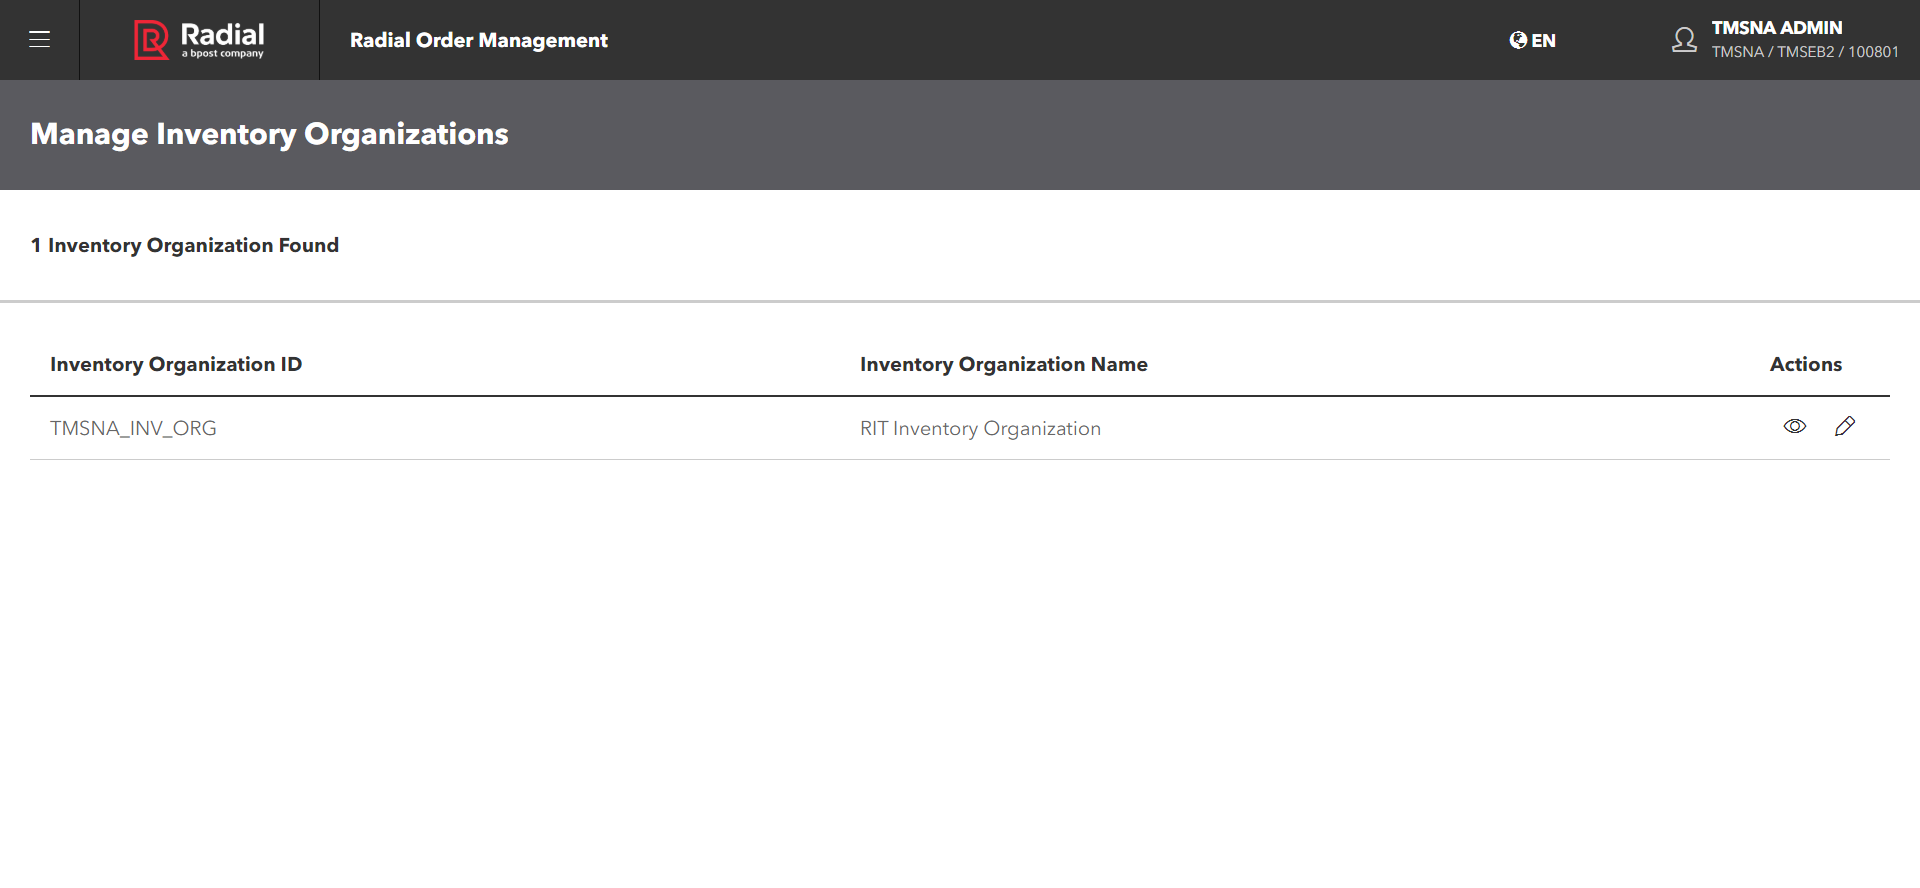 Radial
a bpost company
Radial Order Management
EN
TMSNA ADMIN
TMSNA / TMSEB2 / 100801
Manage Inventory Organizations
1 Inventory Organization Found
Inventory Organization ID
Inventory Organization Name
Actions
TMSNA_INV_ORG
RIT Inventory Organization